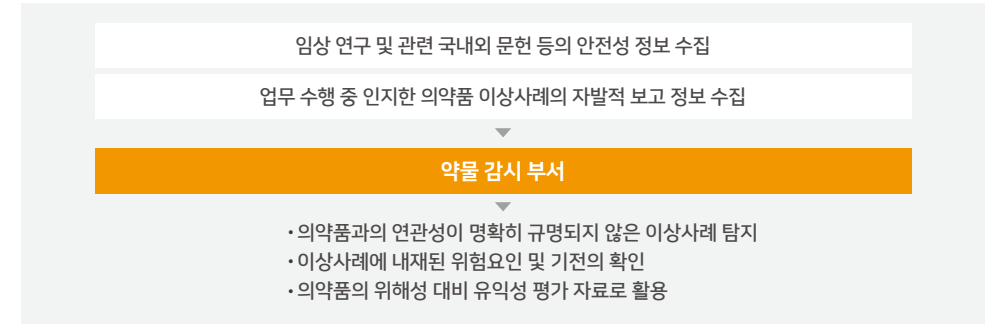 임상 연구 및 관련 국내외 문헌 등의 안전성 정보 수집
업무 수행 중 인지한 의약품 이상사례의 자발적 보고 정보 수집
약물 감시 부서
•의약품과의 연관성이 명확히 규명되지 않은 이상사례 탐지
•이상사례에 내재된 위험요인 및 기전의 확인
•의약품의 위해성 대비 유익성 평가 자료로 활용